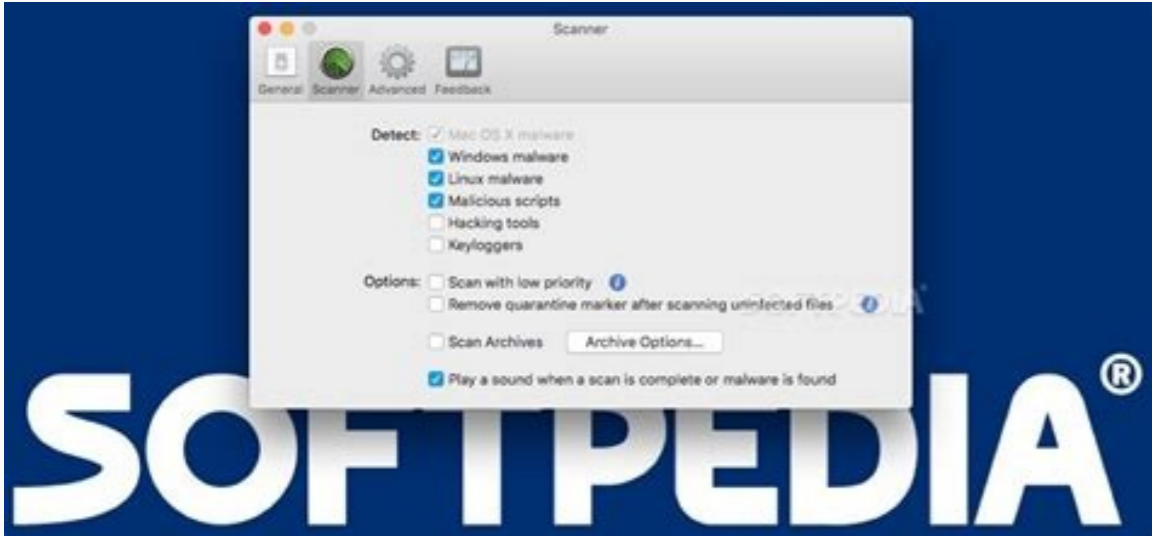 Scanner
General Scanner Advanced Feedback
Detect: Mac OS X malware
Windows malware
Linux malware
Malicious scripts
Hacking tools
Keyloggers
Options: Scan with low priority
Remove quarantine marker after scanning uninfected files
SOFTPEDIA
Scan Archives Archive Options...
Play a sound when a scan is complete or malware is found
SOFTPEDIA®